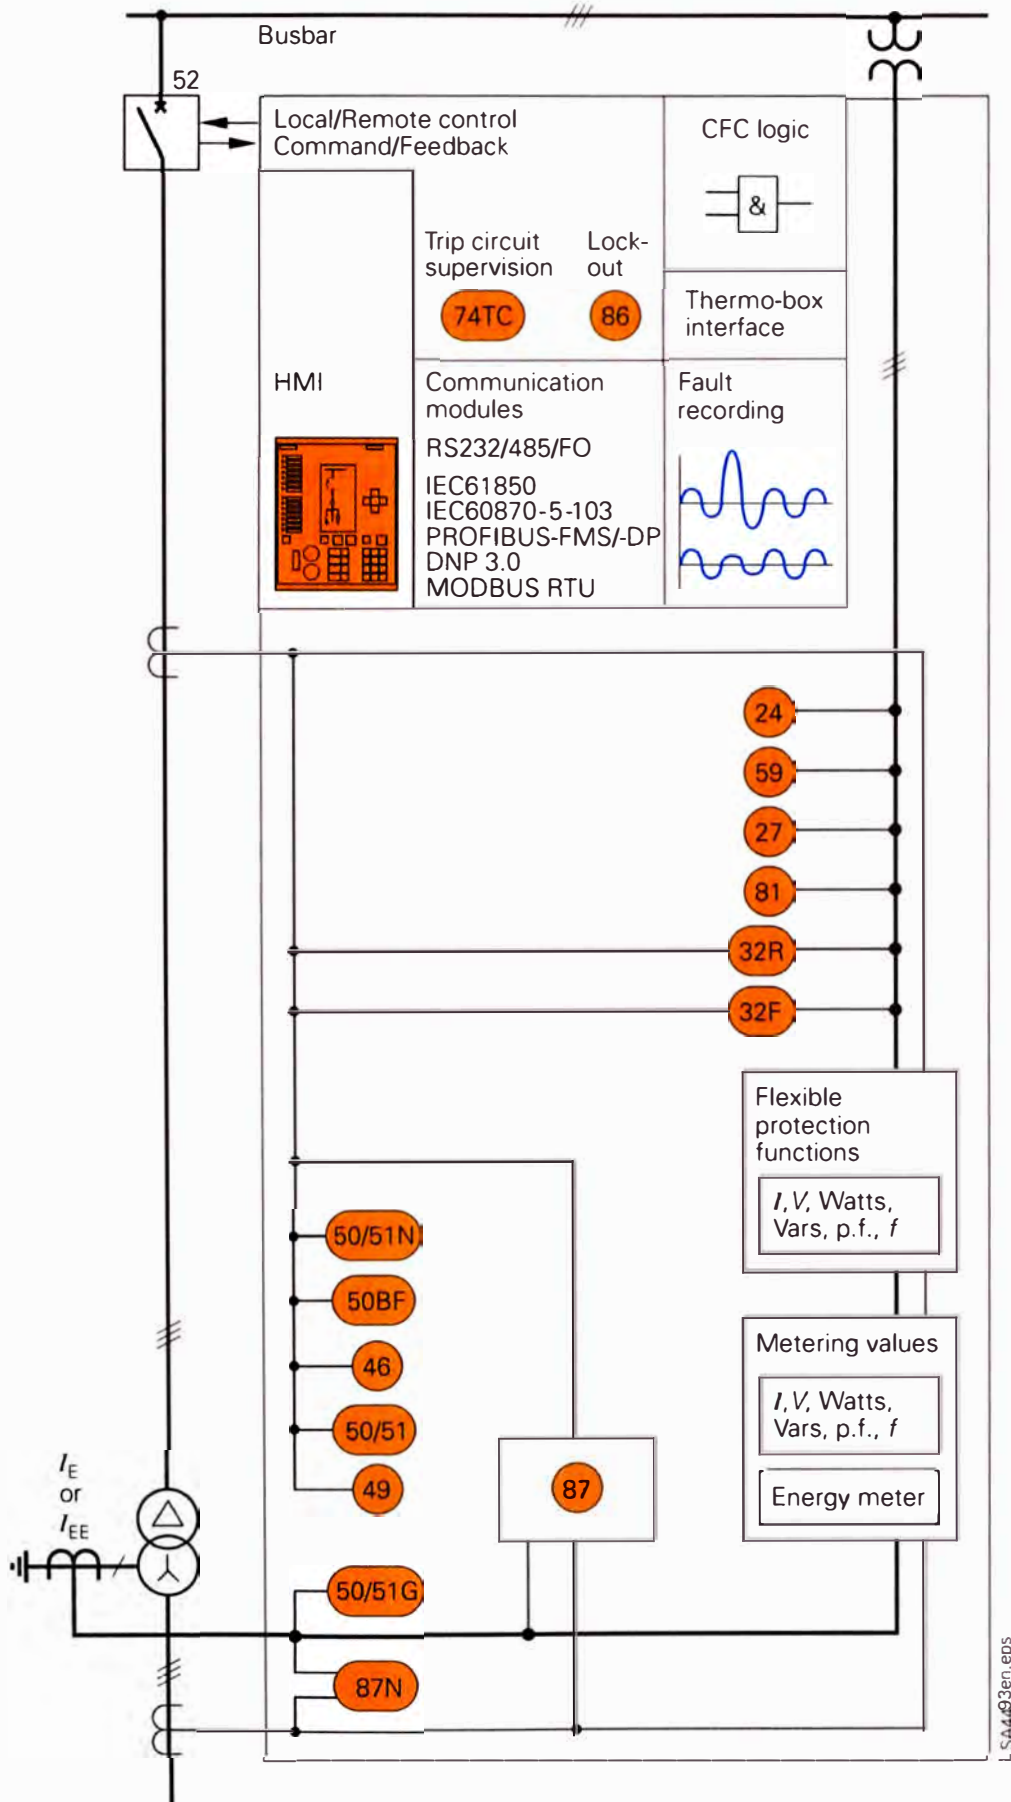 Busbar
52
Local/Remote control
Command/Feedback
CFC logic
&
Trip circuit
supervision
Lock-
out
74TC
86
Thermo-box
interface
HMI
Communication
modules
RS232/485/FO
IEC61850
IEC60870-5-103
PROFIBUS-FMS/-DP
DNP 3.0
MODBUS RTU
Fault
recording
24
59
27
81
32R
32F
Flexible
protection
functions
I, V, Watts,
Vars, p.f., f
50/51N
50BF
46
50/51
49
87
Metering values
I, V, Watts,
Vars, p.f., f
Energy meter
IE
or
IEE
50/51G
87N